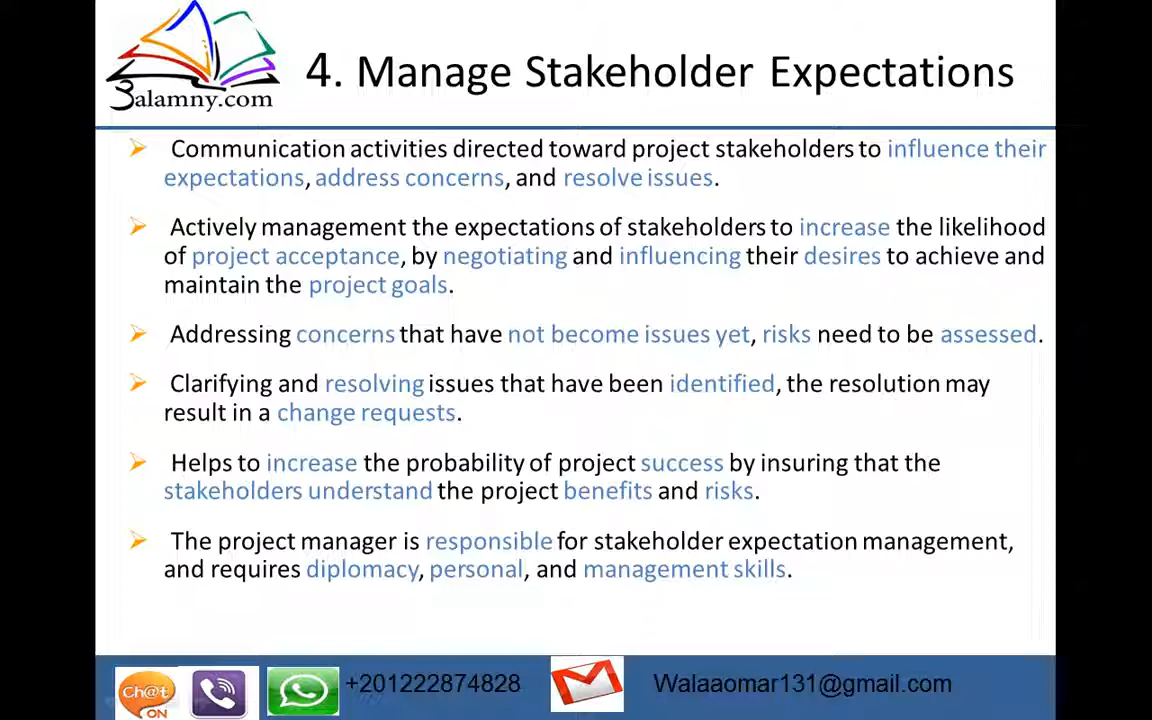 3alamny.com
4. Manage Stakeholder Expectations
Communication activities directed toward project stakeholders to influence their
expectations, address concerns, and resolve issues.
Actively management the expectations of stakeholders to increase the likelihood
of project acceptance, by negotiating and influencing their desires to achieve and
maintain the project goals.
Addressing concerns that have not become issues yet, risks need to be assessed.
Clarifying and resolving issues that have been identified, the resolution may
result in a change requests.
Helps to increase the probability of project success by insuring that the
stakeholders understand the project benefits and risks.
The project manager is responsible for stakeholder expectation management,
and requires diplomacy, personal, and management skills.
Ch@t
ON
+201222874828
Walaaomar131@gmail.com